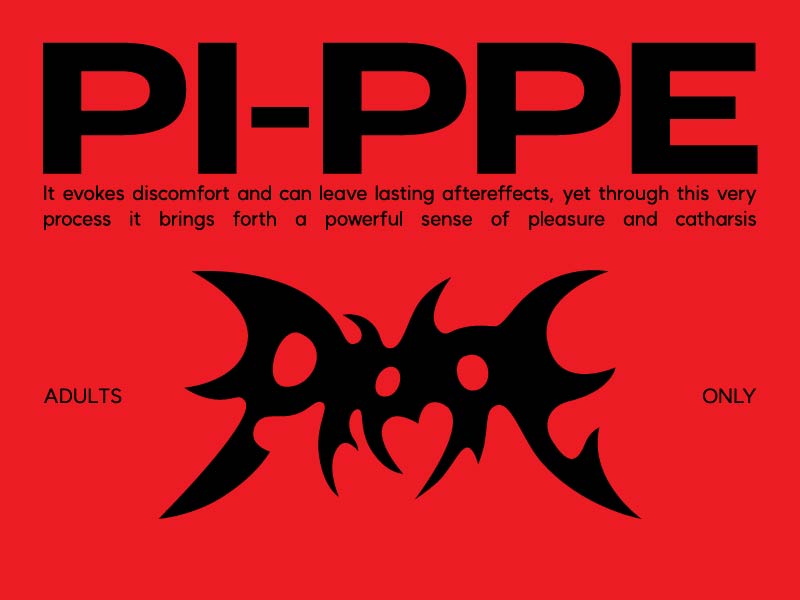 PI-PPE
It evokes discomfort and can leave lasting aftereffects, yet through this very
process it brings forth a powerful sense of pleasure and catharsis
ADULTS
ONLY